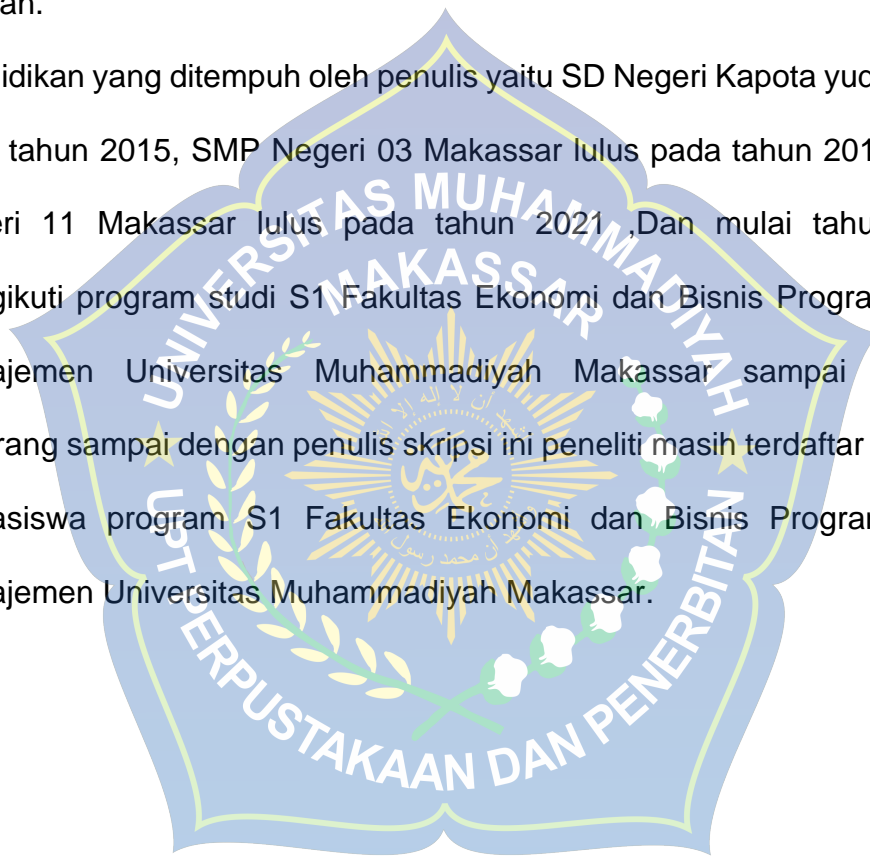 an.
idikan yang ditempuh oleh penulis yaitu SD Negeri Kapota yud
tahun 2015, SMP Negeri 03 Makassar lulus pada tahun 201
eri 11 Makassar lulus pada tahun 2021 ,Dan mulai tahu
gikuti program studi S1 Fakultas Ekonomi dan Bisnis Progra
ajemen Universitas Muhammadiyah Makassar sampai
rang sampai dengan penulis skripsi ini peneliti masih terdaftar
asiswa program S1 Fakultas Ekonomi dan Bisnis Program
ajemen Universitas Muhammadiyah Makassar.
UNIVERSITAS MUHAMMADIYAH
MAKASSAR
UPT PERPUSTAKAAN DAN PENERBITAN